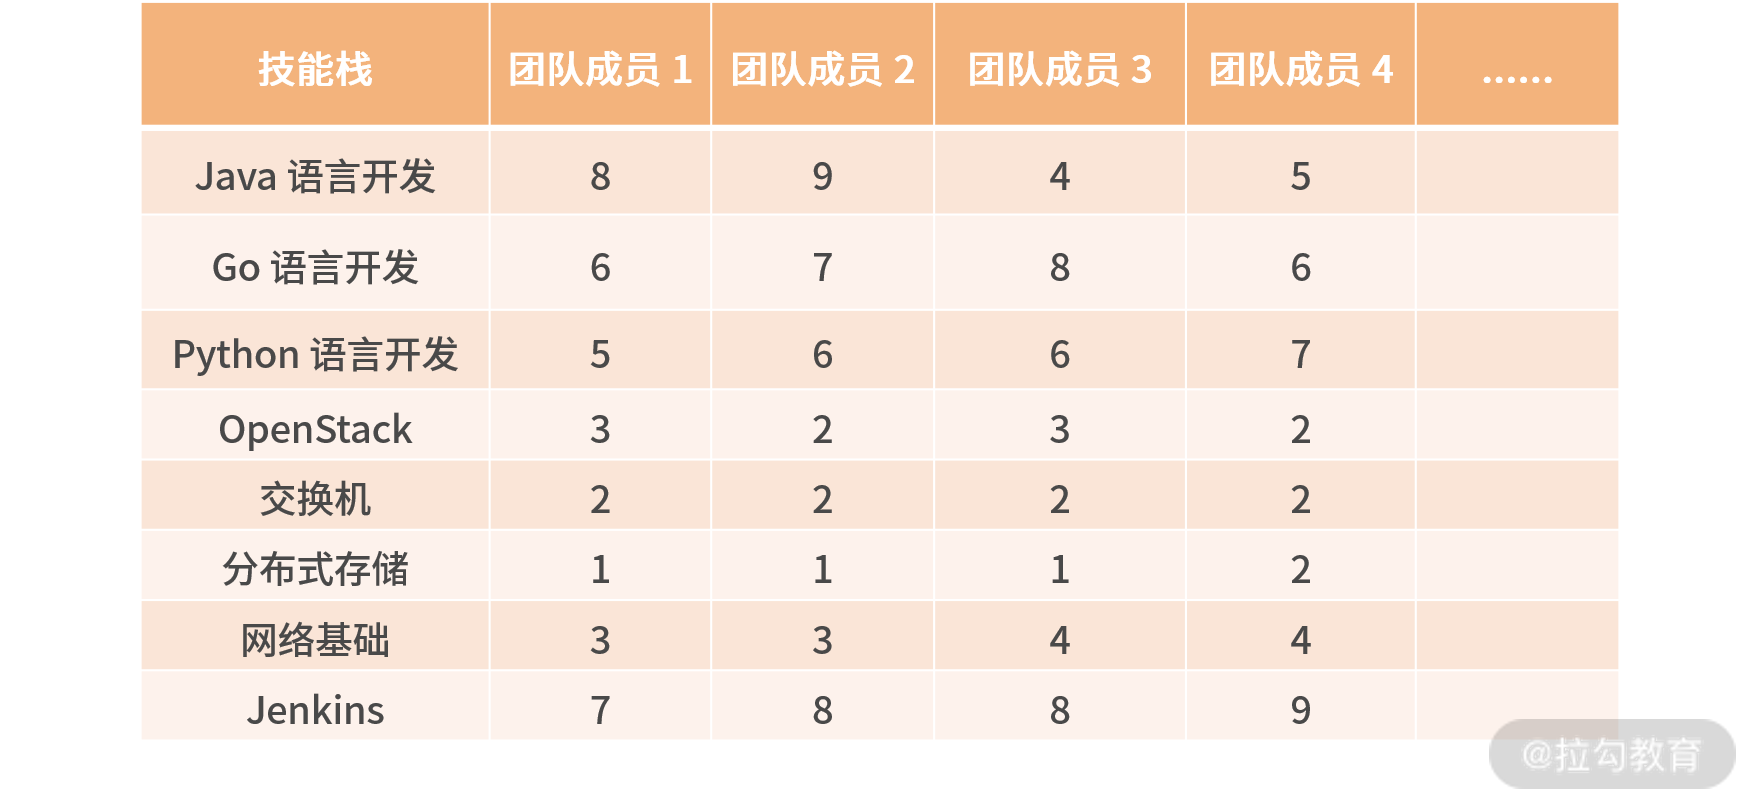 技能栈 团队成员 1 团队成员 2 团队成员 3 团队成员 4 ......
Java 语言开发 8 9 4 5
Go 语言开发 6 7 8 6
Python 语言开发 5 6 6 7
OpenStack 3 2 3 2
交换机 2 2 2 2
分布式存储 1 1 1 2
网络基础 3 3 4 4
Jenkins 7 8 8 9
@拉勾教育